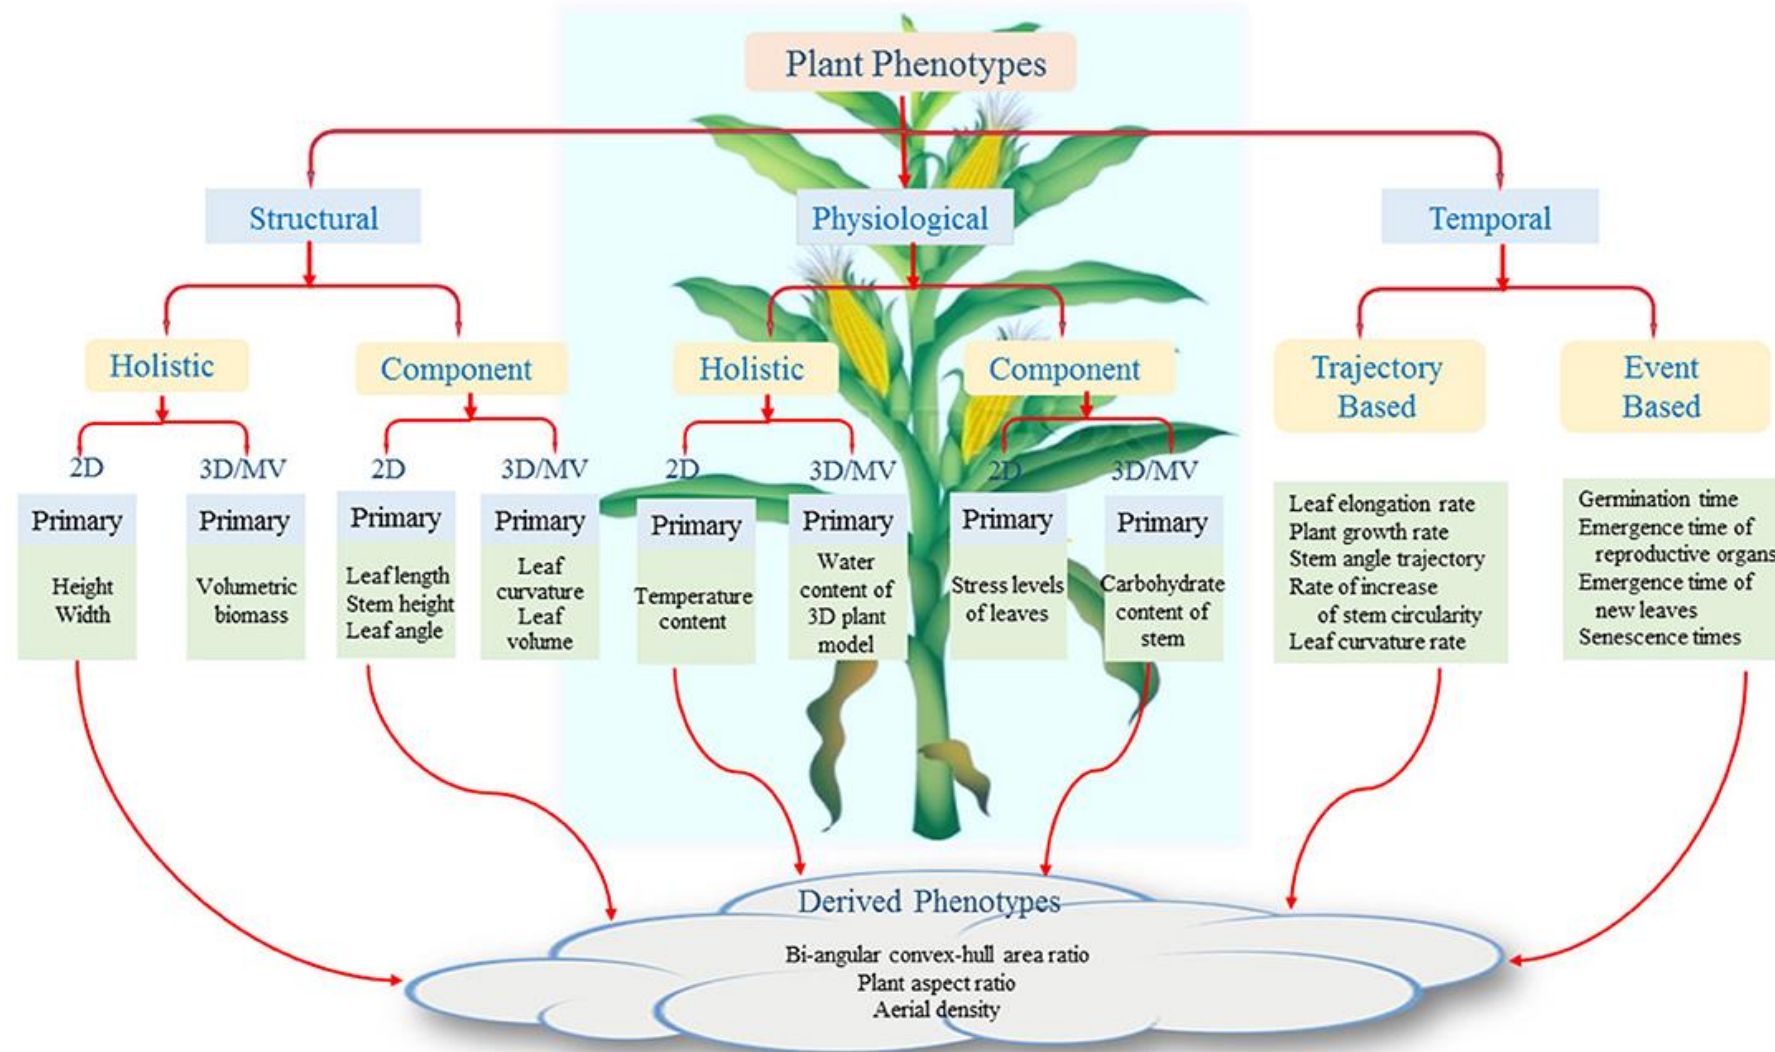 Plant Phenotypes
Structural
Physiological
Temporal
Holistic
Component
Holistic
Component
Trajectory
Based
Event
Based
2D
3D/MV
2D
3D/MV
2D
3D/MV
2D
3D/MV
Primary
Height
Width
Primary
Volumetric
biomass
Primary
Leaf length
Stem height
Leaf angle
Primary
Leaf
curvature
Leaf
volume
Primary
Temperature
content
Primary
Water
content of
3D plant
model
Primary
Stress levels
of leaves
Primary
Carbohydrate
content of
stem
Leaf elongation rate
Plant growth rate
Stem angle trajectory
Rate of increase
of stem circularity
Leaf curvature rate
Germination time
Emergence time of
reproductive organs
Emergence time of
new leaves
Senescence times
Derived Phenotypes
Bi-angular convex-hull area ratio
Plant aspect ratio
Aerial density